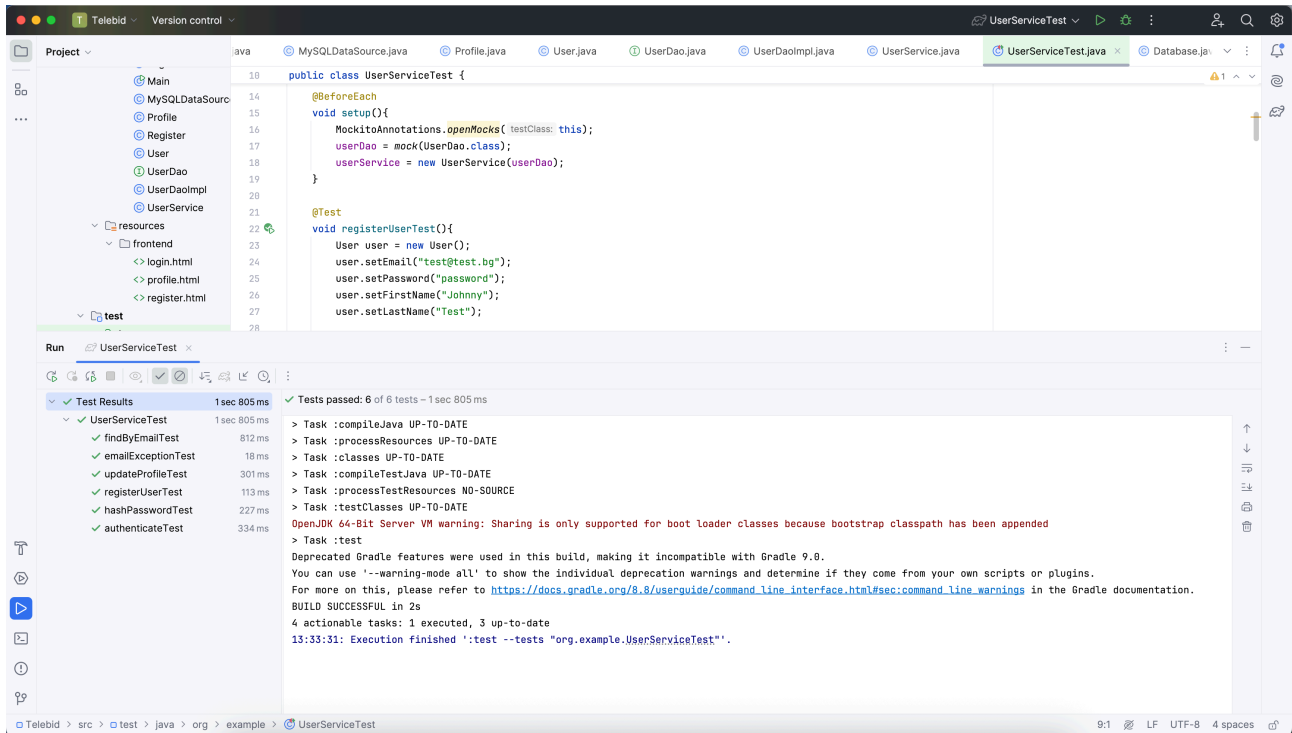 T Telebid Version control UserServiceTest
Project
Main
MySQLDataSourc
Profile
Register
User
UserDao
UserDaoImpl
UserService
resources
frontend
login.html
profile.html
register.html
test
ava MySQLDataSource.java Profile.java User.java UserDao.java UserDaoImpl.java UserService.java UserServiceTest.java Database.ja
10 public class UserServiceTest { 1
14 @BeforeEach
15 void setup(){
16 MockitoAnnotations.openMocks( testClass: this);
17 userDao = mock(UserDao.class);
18 userService = new UserService(userDao);
19 }
20
21 @Test
22 void registerUserTest(){
23 User user = new User();
24 user.setEmail("test@test.bg");
25 user.setPassword("password");
26 user.setFirstName("Johnny");
27 user.setLastName("Test");
28
Run UserServiceTest
Test Results 1 sec 805 ms
UserServiceTest 1 sec 805 ms
findByEmailTest 812 ms
emailExceptionTest 18 ms
updateProfileTest 301 ms
registerUserTest 113 ms
hashPasswordTest 227 ms
authenticateTest 334 ms
Tests passed: 6 of 6 tests – 1 sec 805 ms
> Task :compileJava UP-TO-DATE
> Task :processResources UP-TO-DATE
> Task :classes UP-TO-DATE
> Task :compileTestJava UP-TO-DATE
> Task :processTestResources NO-SOURCE
> Task :testClasses UP-TO-DATE
OpenJDK 64-Bit Server VM warning: Sharing is only supported for boot loader classes because bootstrap classpath has been appended
> Task :test
Deprecated Gradle features were used in this build, making it incompatible with Gradle 9.0.
You can use '--warning-mode all' to show the individual deprecation warnings and determine if they come from your own scripts or plugins.
For more on this, please refer to https://docs.gradle.org/8.8/userguide/command_line_interface.html#sec:command_line_warnings in the Gradle documentation.
BUILD SUCCESSFUL in 2s
4 actionable tasks: 1 executed, 3 up-to-date
13:33:31: Execution finished ':test --tests "org.example.UserServiceTest"'.
Telebid > src > test > java > org > example > UserServiceTest 9:1 LF UTF-8 4 spaces